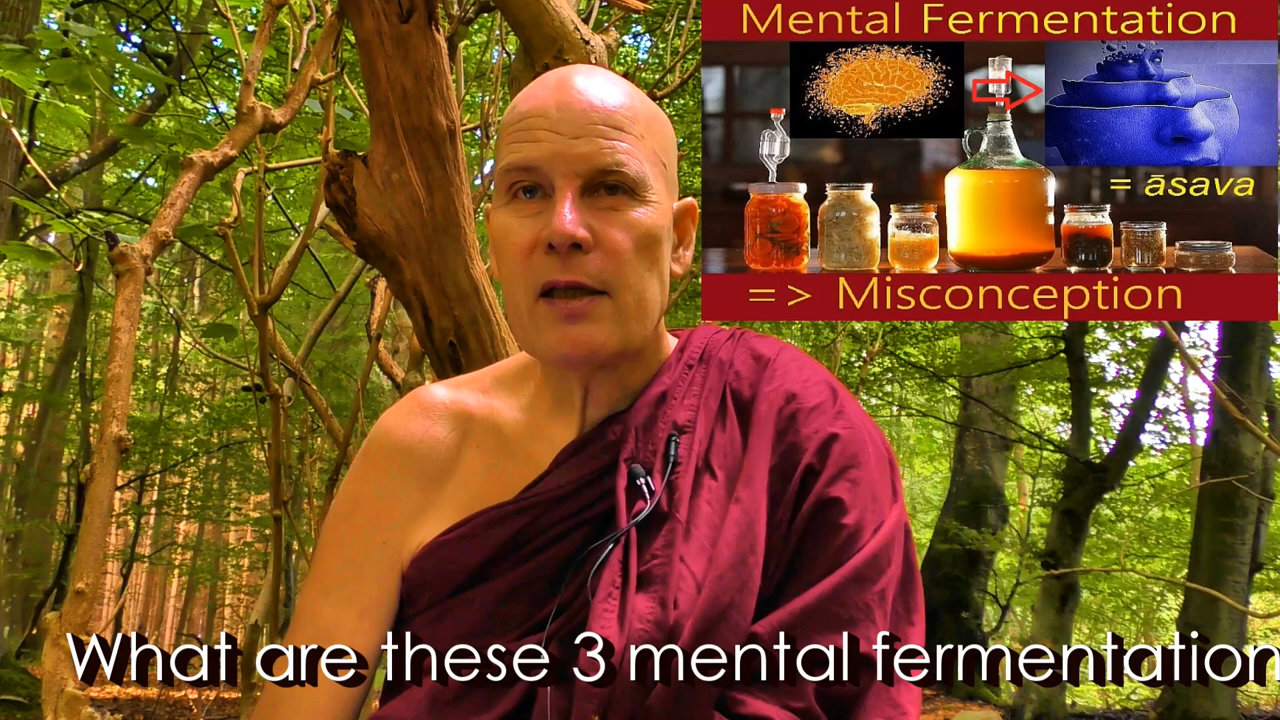 Mental Fermentation
= āsava
=> Misconception
What are these 3 mental fermentation